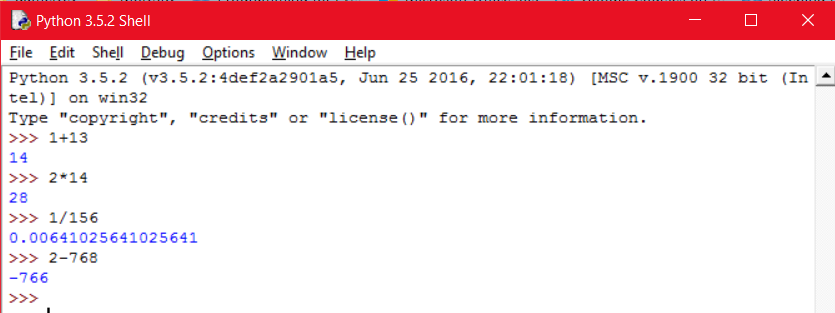 Python 3.5.2 Shell
File Edit Shell Debug Options Window Help
Python 3.5.2 (v3.5.2:4def2a2901a5, Jun 25 2016, 22:01:18) [MSC v.1900 32 bit (In
tel)] on win32
Type "copyright", "credits" or "license()" for more information.
>>> 1+13
14
>>> 2*14
28
>>> 1/156
0.00641025641025641
>>> 2-768
-766
>>>